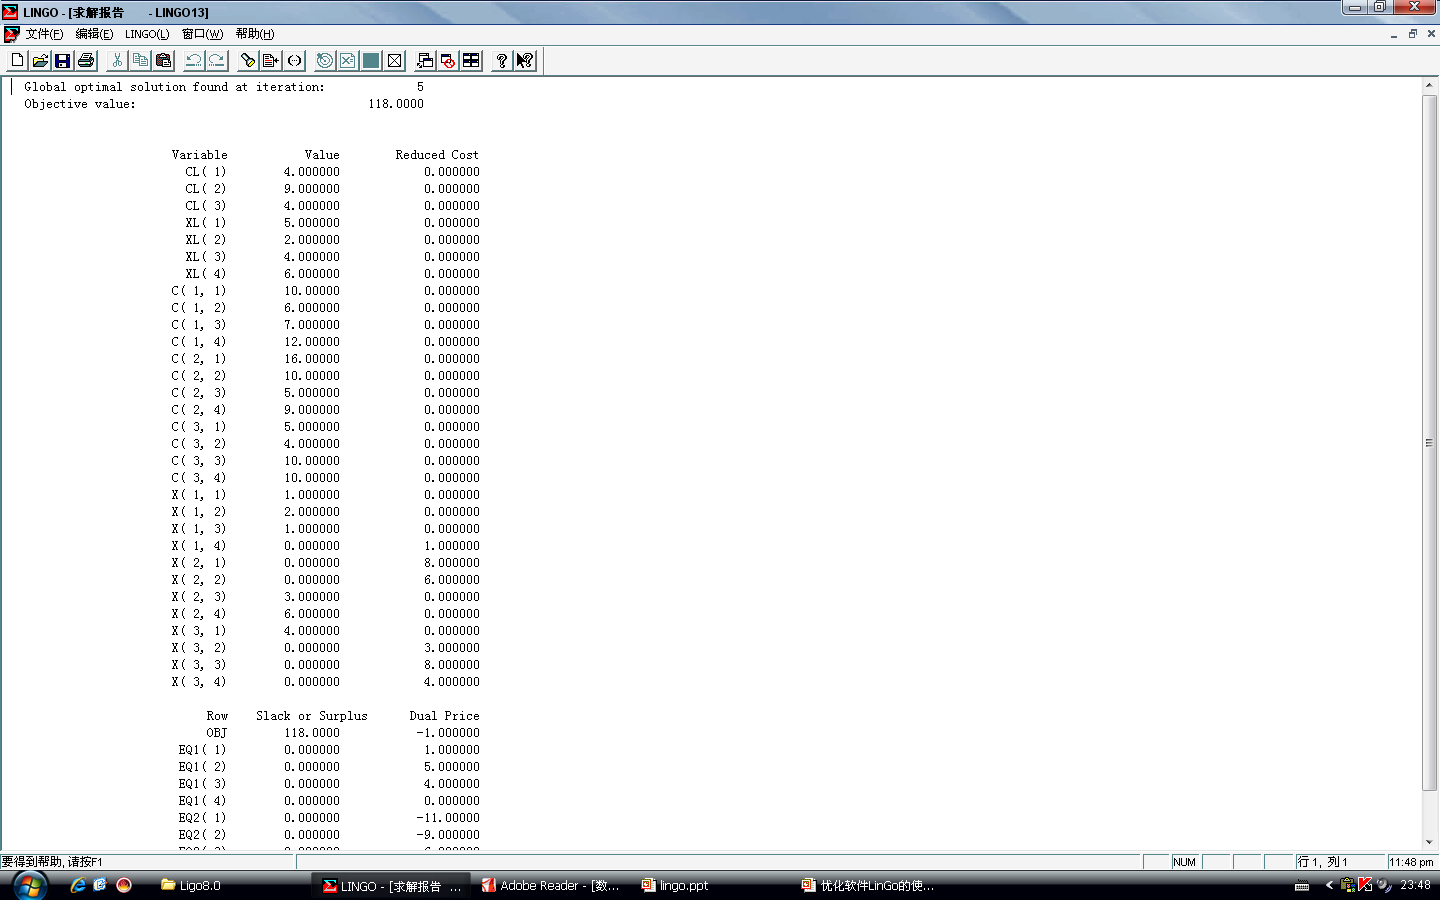 LINGO - [求解报告 - LINGO13]
文件(F) 编辑(E) LINGO(L) 窗口(W) 帮助(H)
Global optimal solution found at iteration: 5
Objective value: 118.0000
Variable Value Reduced Cost
CL( 1) 4.000000 0.000000
CL( 2) 9.000000 0.000000
CL( 3) 4.000000 0.000000
XL( 1) 5.000000 0.000000
XL( 2) 2.000000 0.000000
XL( 3) 4.000000 0.000000
XL( 4) 6.000000 0.000000
C( 1, 1) 10.00000 0.000000
C( 1, 2) 6.000000 0.000000
C( 1, 3) 7.000000 0.000000
C( 1, 4) 12.00000 0.000000
C( 2, 1) 16.00000 0.000000
C( 2, 2) 10.00000 0.000000
C( 2, 3) 5.000000 0.000000
C( 2, 4) 9.000000 0.000000
C( 3, 1) 5.000000 0.000000
C( 3, 2) 4.000000 0.000000
C( 3, 3) 10.00000 0.000000
C( 3, 4) 10.00000 0.000000
X( 1, 1) 1.000000 0.000000
X( 1, 2) 2.000000 0.000000
X( 1, 3) 1.000000 0.000000
X( 1, 4) 0.000000 1.000000
X( 2, 1) 0.000000 8.000000
X( 2, 2) 0.000000 6.000000
X( 2, 3) 3.000000 0.000000
X( 2, 4) 6.000000 0.000000
X( 3, 1) 4.000000 0.000000
X( 3, 2) 0.000000 3.000000
X( 3, 3) 0.000000 8.000000
X( 3, 4) 0.000000 4.000000
Row Slack or Surplus Dual Price
OBJ 118.0000 -1.000000
EQ1( 1) 0.000000 1.000000
EQ1( 2) 0.000000 5.000000
EQ1( 3) 0.000000 4.000000
EQ1( 4) 0.000000 0.000000
EQ2( 1) 0.000000 -11.00000
EQ2( 2) 0.000000 -9.000000
要得到帮助,请按F1 NUM 行 1, 列 1 11:48 pm
Ligo8.0 LINGO - [求解报告 ... Adobe Reader - [数... lingo.ppt 优化软件LinGo的使... 23:48